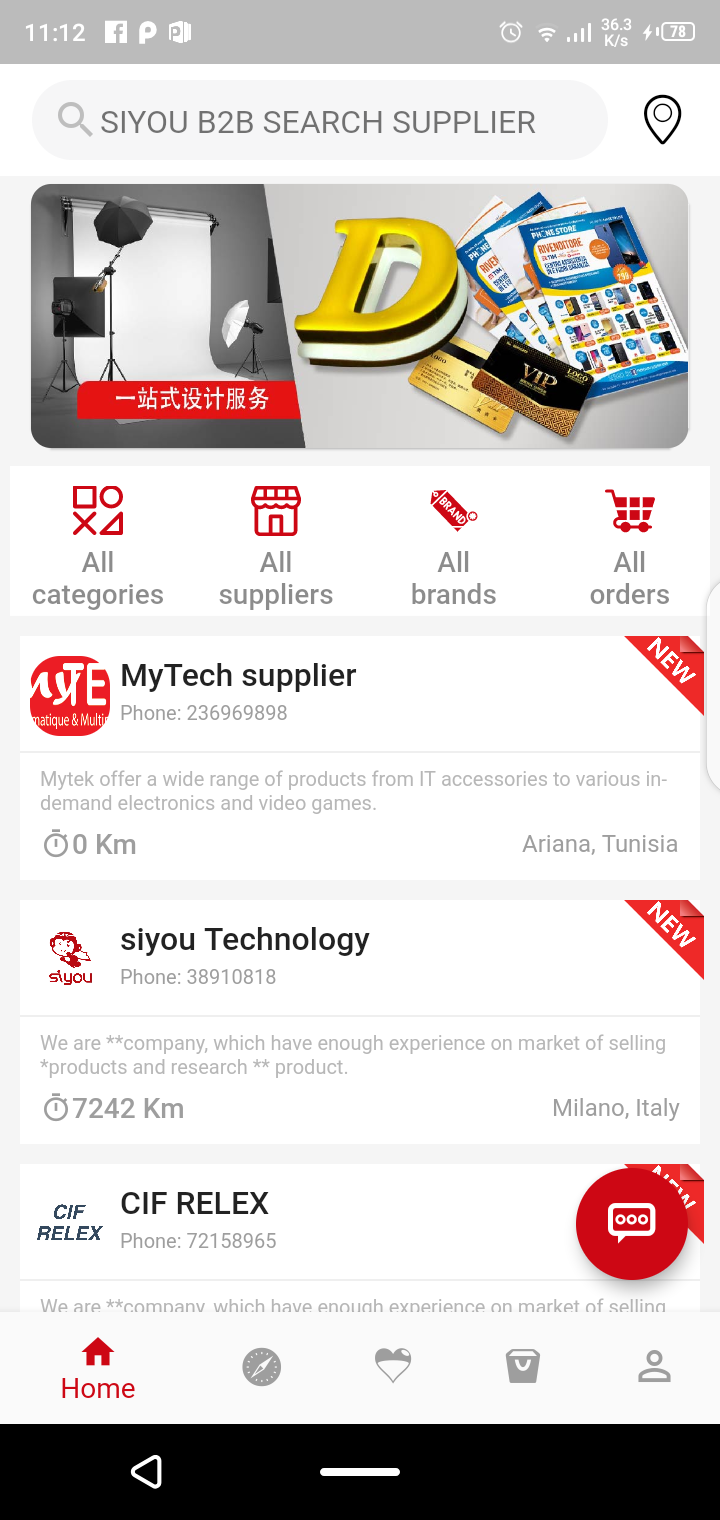 11:12
36.3
K/s
78
SIYOU B2B SEARCH SUPPLIER
D
PHONE STORE
RIVENDITORE
一站式设计服务
LOGO
VIP
LOGO
All
categories
All
suppliers
BRAND
All
brands
All
orders
NEW
MyTech supplier
Phone: 236969898
Mytek offer a wide range of products from IT accessories to various in-
demand electronics and video games.
0 Km
Ariana, Tunisia
NEW
siyou
siyou Technology
Phone: 38910818
We are **company, which have enough experience on market of selling
*products and research ** product.
7242 Km
Milano, Italy
NEW
CIF
RELEX
CIF RELEX
Phone: 72158965
We are **company, which have enough experience on market of selling
Home